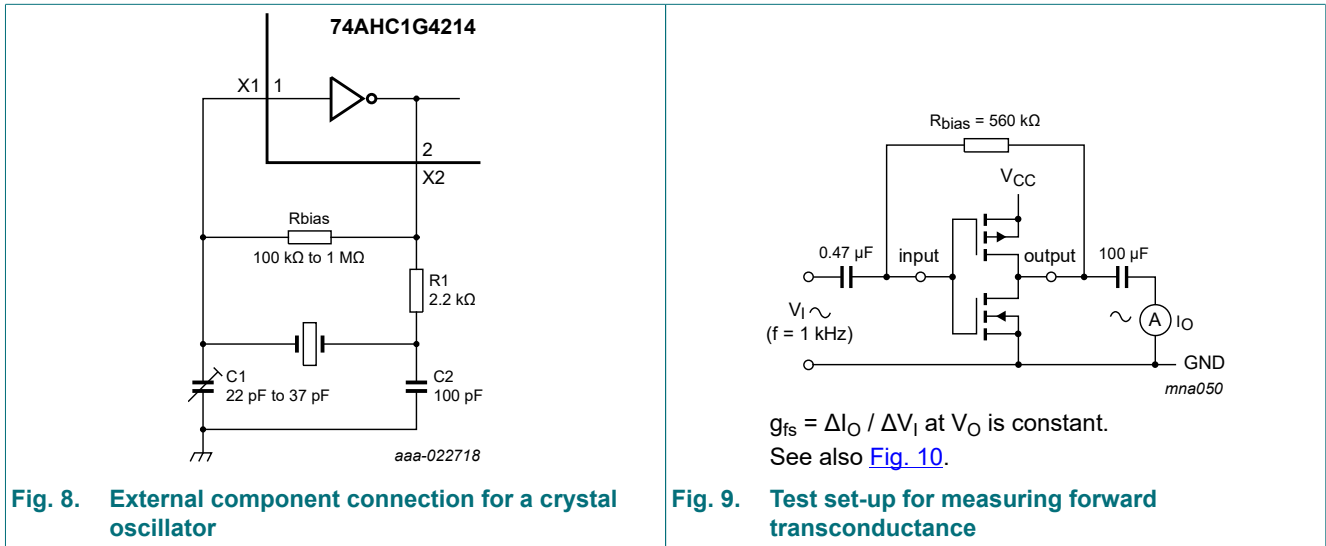 74AHC1G4214
X1
1
2
X2
Rbias
100 kΩ to 1 MΩ
R1
2.2 kΩ
C1
22 pF to 37 pF
C2
100 pF
aaa-022718
Fig. 8. External component connection for a crystal
oscillator
Rbias = 560 kΩ
VCC
0.47 µF
input
output
100 µF
VI
(f = 1 kHz)
A
IO
GND
mna050
gfs = ΔIO / ΔVI at VO is constant.
See also Fig. 10.
Fig. 9. Test set-up for measuring forward
transconductance